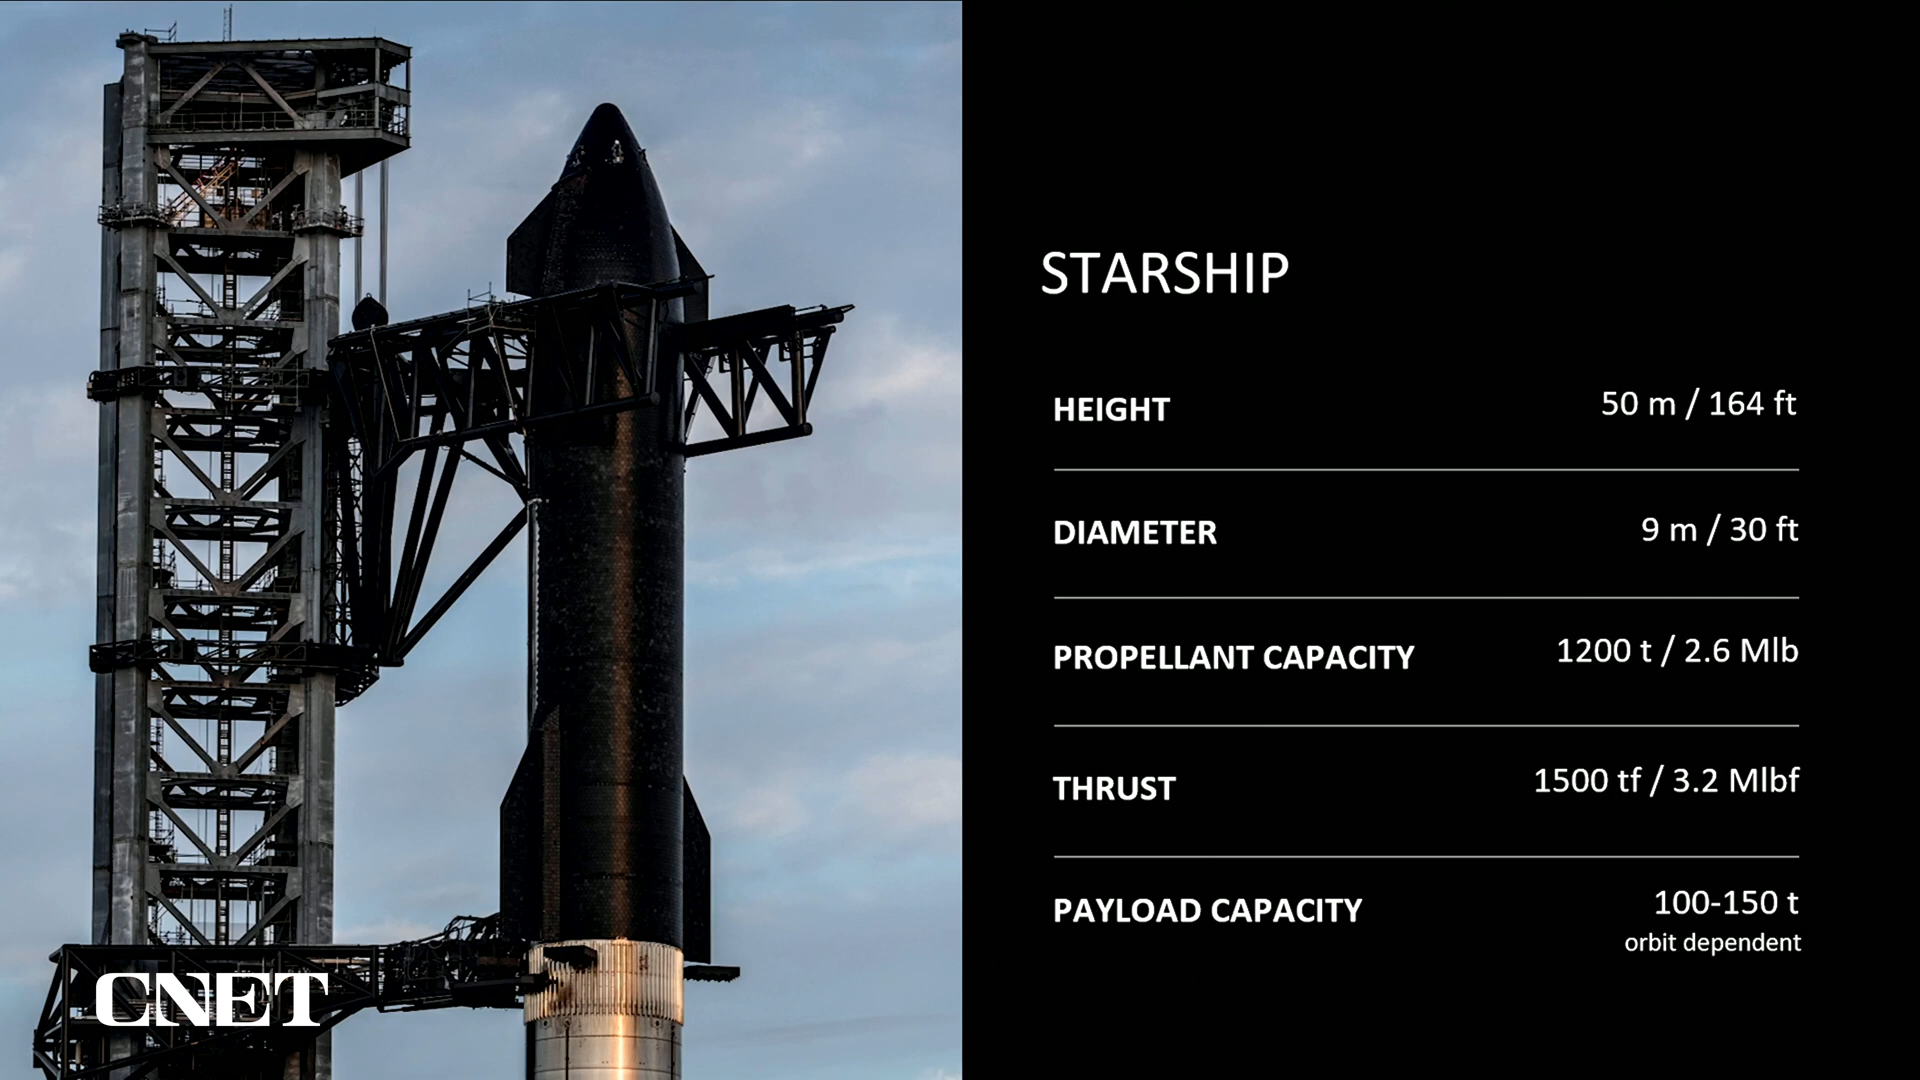 STARSHIP
HEIGHT 50 m / 164 ft
DIAMETER 9 m / 30 ft
PROPELLANT CAPACITY 1200 t / 2.6 Mlb
THRUST 1500 tf / 3.2 Mlbf
PAYLOAD CAPACITY 100-150 t
orbit dependent
CNET